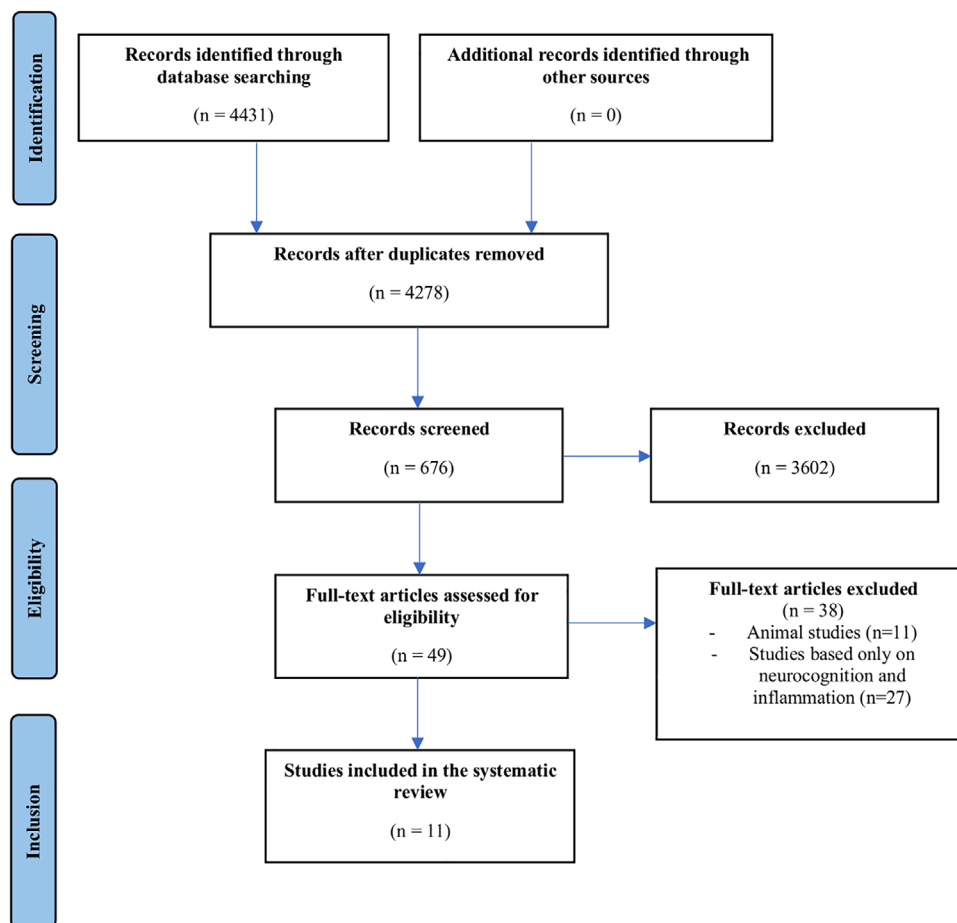 Identification
Records identified through
database searching
(n = 4431)
Additional records identified through
other sources
(n = 0)
Screening
Records after duplicates removed
(n = 4278)
Records screened
(n = 676)
Records excluded
(n = 3602)
Eligibility
Full-text articles assessed for
eligibility
(n = 49)
Full-text articles excluded
(n = 38)
- Animal studies (n=11)
- Studies based only on
neurocognition and
inflammation (n=27)
Inclusion
Studies included in the systematic
review
(n = 11)